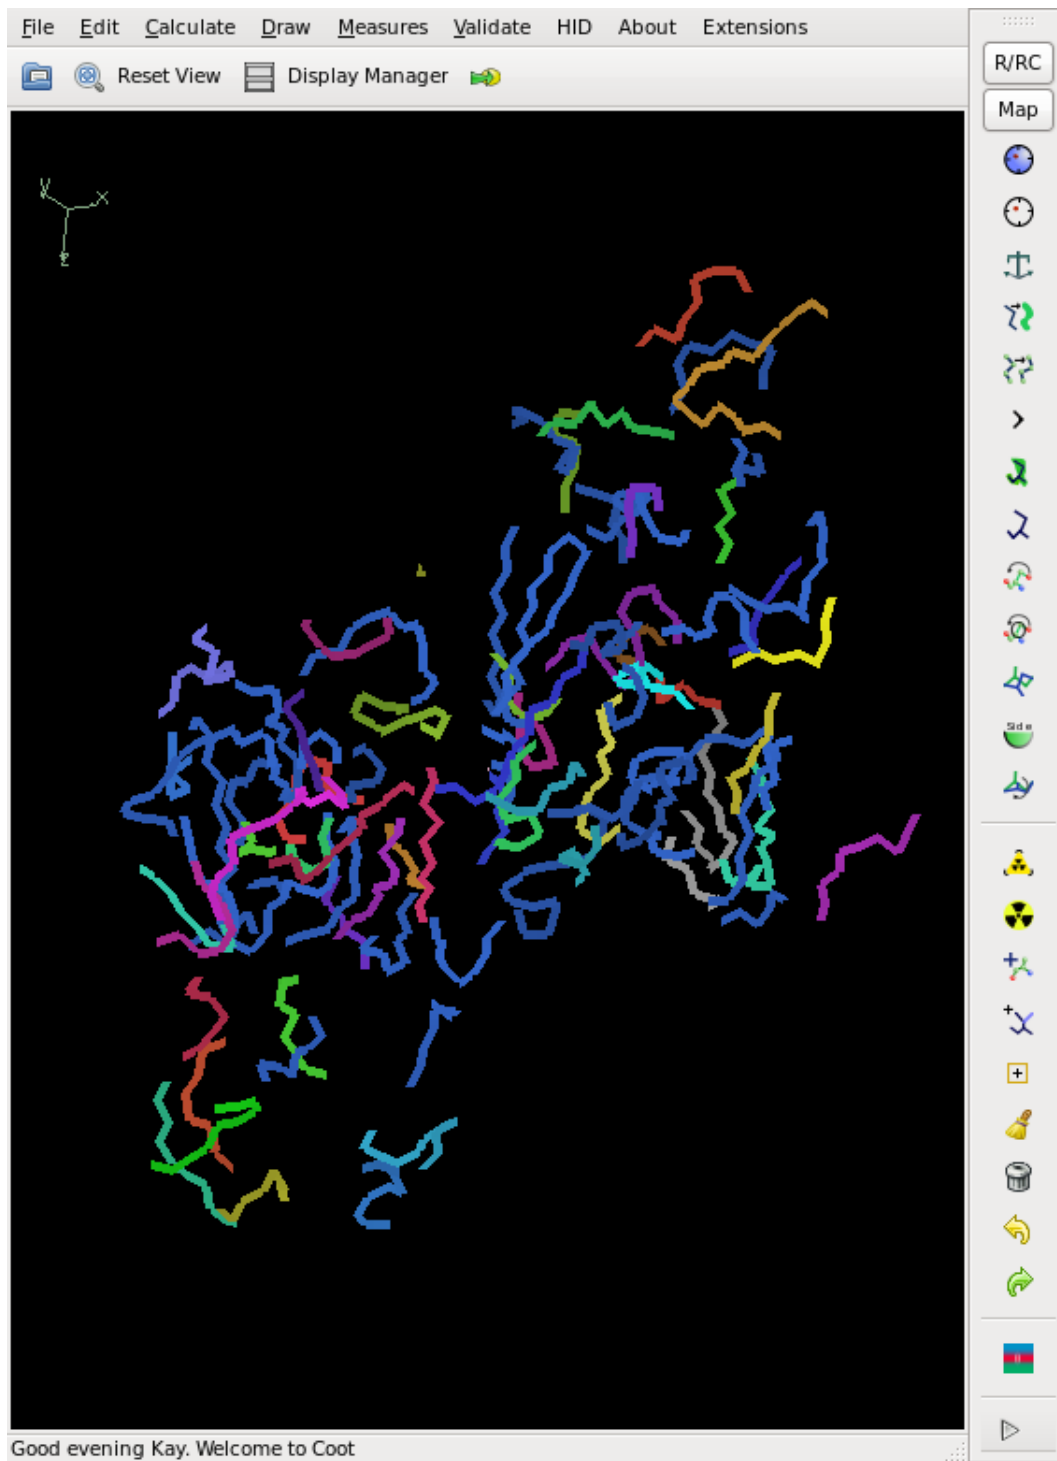 File Edit Calculate Draw Measures Validate HID About Extensions
Reset View Display Manager
R/RC
Map
X
Side
Good evening Kay. Welcome to Coot